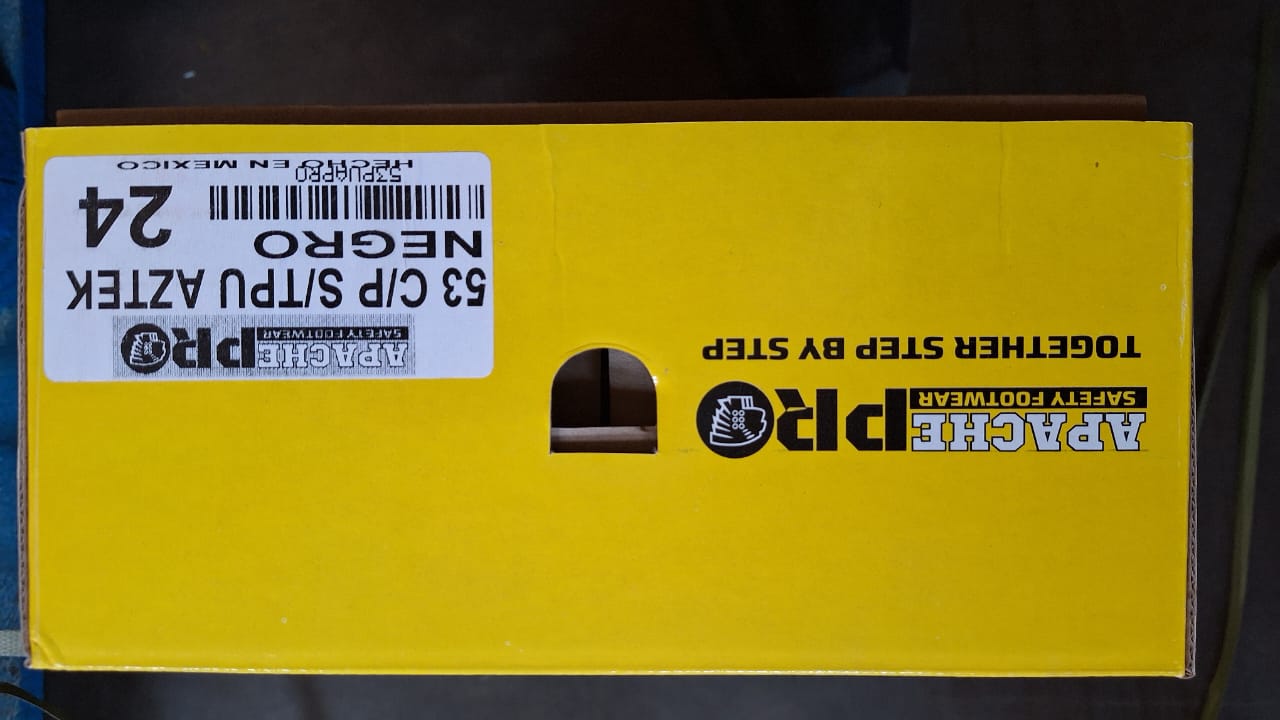 APACHE PRO
SAFETY FOOTWEAR
TOGETHER STEP BY STEP
APACHE PRO
SAFETY FOOTWEAR
53 C/P S/TPU AZTEK
NEGRO
24
53PUAPRO
HECHO EN MEXICO